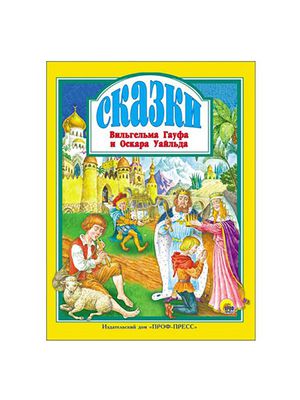 Сказки
Вильгельма Гауфа
и Оскара Уайльда
Издательский дом «ПРОФ-ПРЕСС»